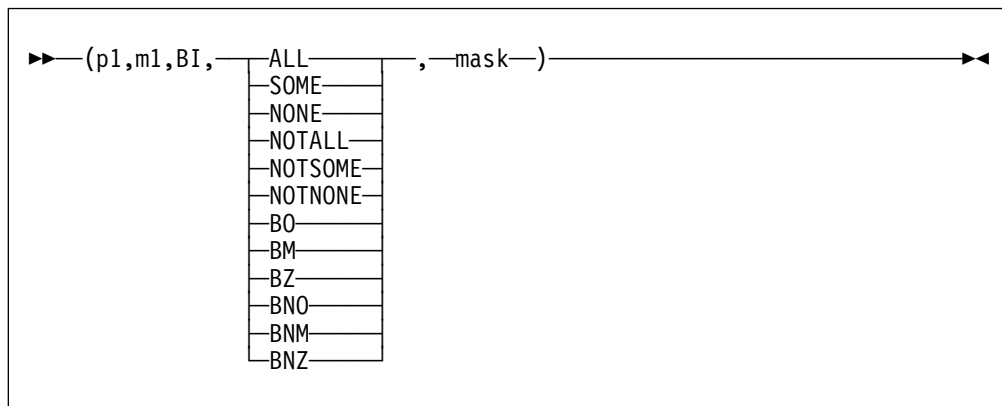 (p1,m1,BI, ALL , mask )
SOME
NONE
NOTALL
NOTSOME
NOTNONE
BO
BM
BZ
BNO
BNM
BNZ